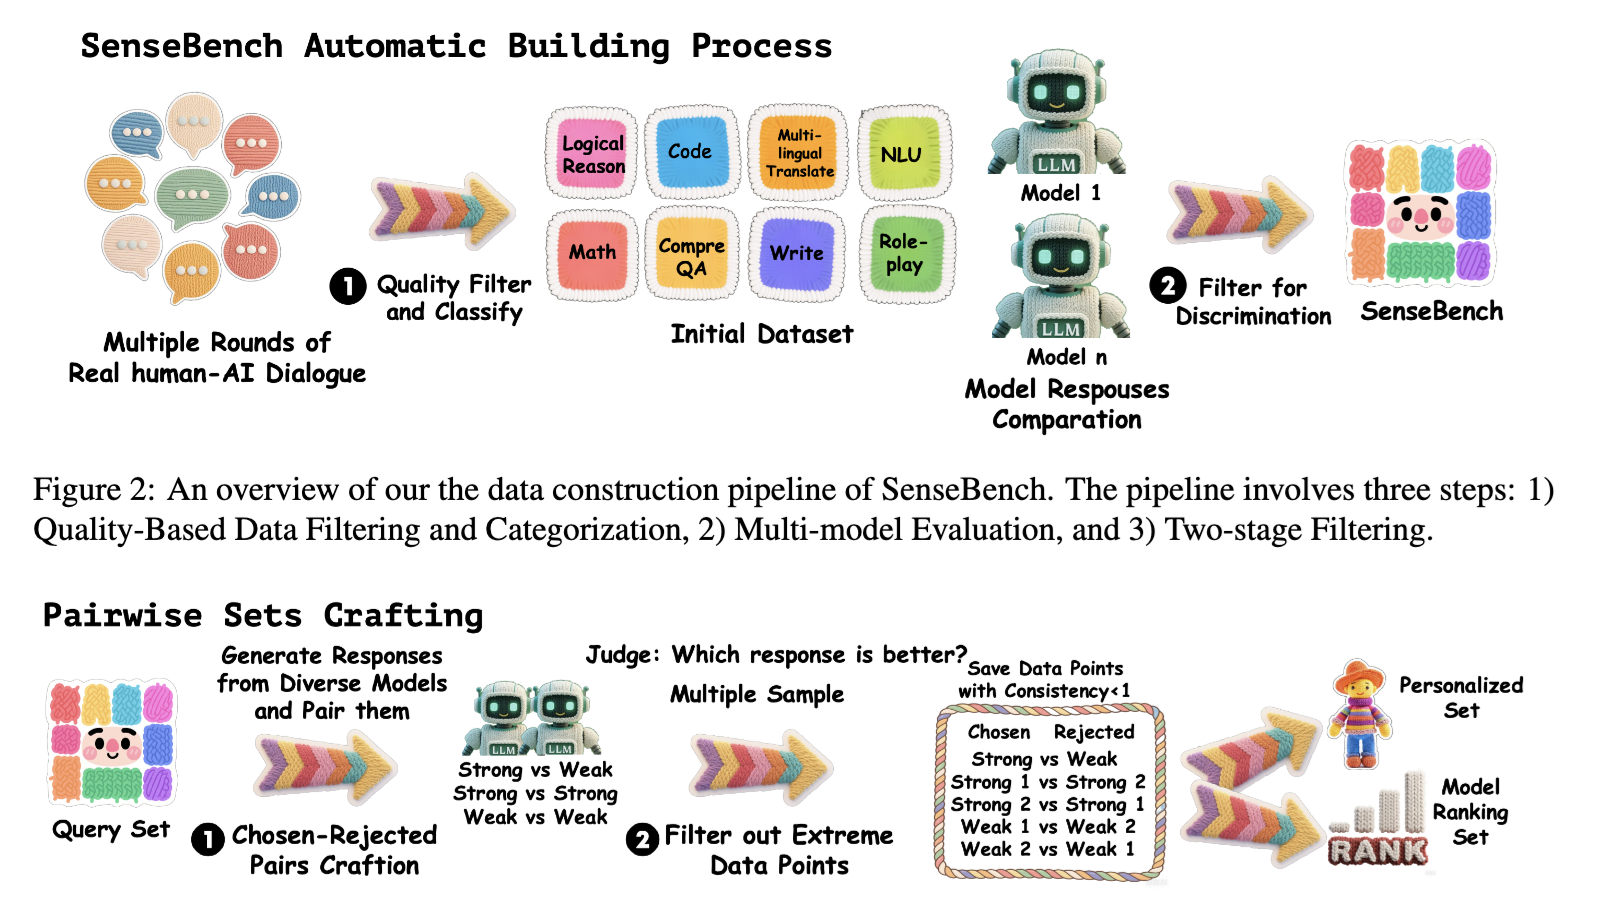 SenseBench Automatic Building Process
Logical
Reason
Code
Multi-
lingual
Translate
NLU
Math
Compre
QA
Write
Role-
play
LLM
Model 1
LLM
Model n
1 Quality Filter
and Classify
2 Filter for
Discrimination
SenseBench
Multiple Rounds of
Real human-AI Dialogue
Initial Dataset
Model Respouses
Comparation
Figure 2: An overview of our the data construction pipeline of SenseBench. The pipeline involves three steps: 1)
Quality-Based Data Filtering and Categorization, 2) Multi-model Evaluation, and 3) Two-stage Filtering.
Pairwise Sets Crafting
Generate Responses
from Diverse Models
and Pair them
Query Set
1 Chosen-Rejected
Pairs Craftion
LLM
LLM
Strong vs Weak
Strong vs Strong
Weak vs Weak
Judge: Which response is better?
Multiple Sample
2 Filter out Extreme
Data Points
Save Data Points
with Consistency<1
Chosen Rejected
Strong vs Weak
Strong 1 vs Strong 2
Strong 2 vs Strong 1
Weak 1 vs Weak 2
Weak 2 vs Weak 1
Personalized
Set
Model
Ranking
Set
RANK